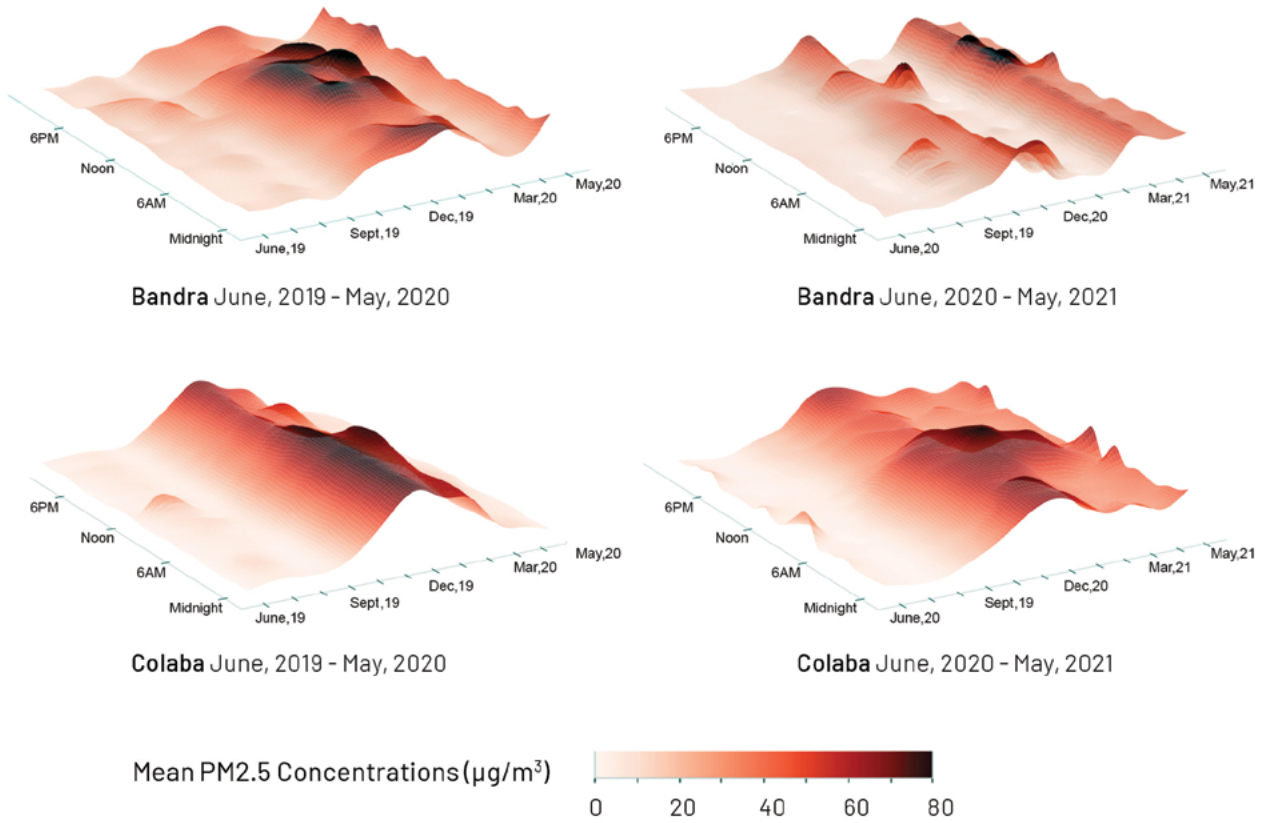 6PM
Noon
6AM
Midnight
June,19
Sept,19
Dec,19
Mar,20
May,20
Bandra June, 2019 - May, 2020
6PM
Noon
6AM
Midnight
June,20
Sept,19
Dec,20
Mar,21
May,21
Bandra June, 2020 - May, 2021
6PM
Noon
6AM
Midnight
June,19
Sept,19
Dec,19
Mar,20
May,20
Colaba June, 2019 - May, 2020
6PM
Noon
6AM
Midnight
June,20
Sept,19
Dec,20
Mar,21
May,21
Colaba June, 2020 - May, 2021
Mean PM2.5 Concentrations (µg/m³)
0 20 40 60 80